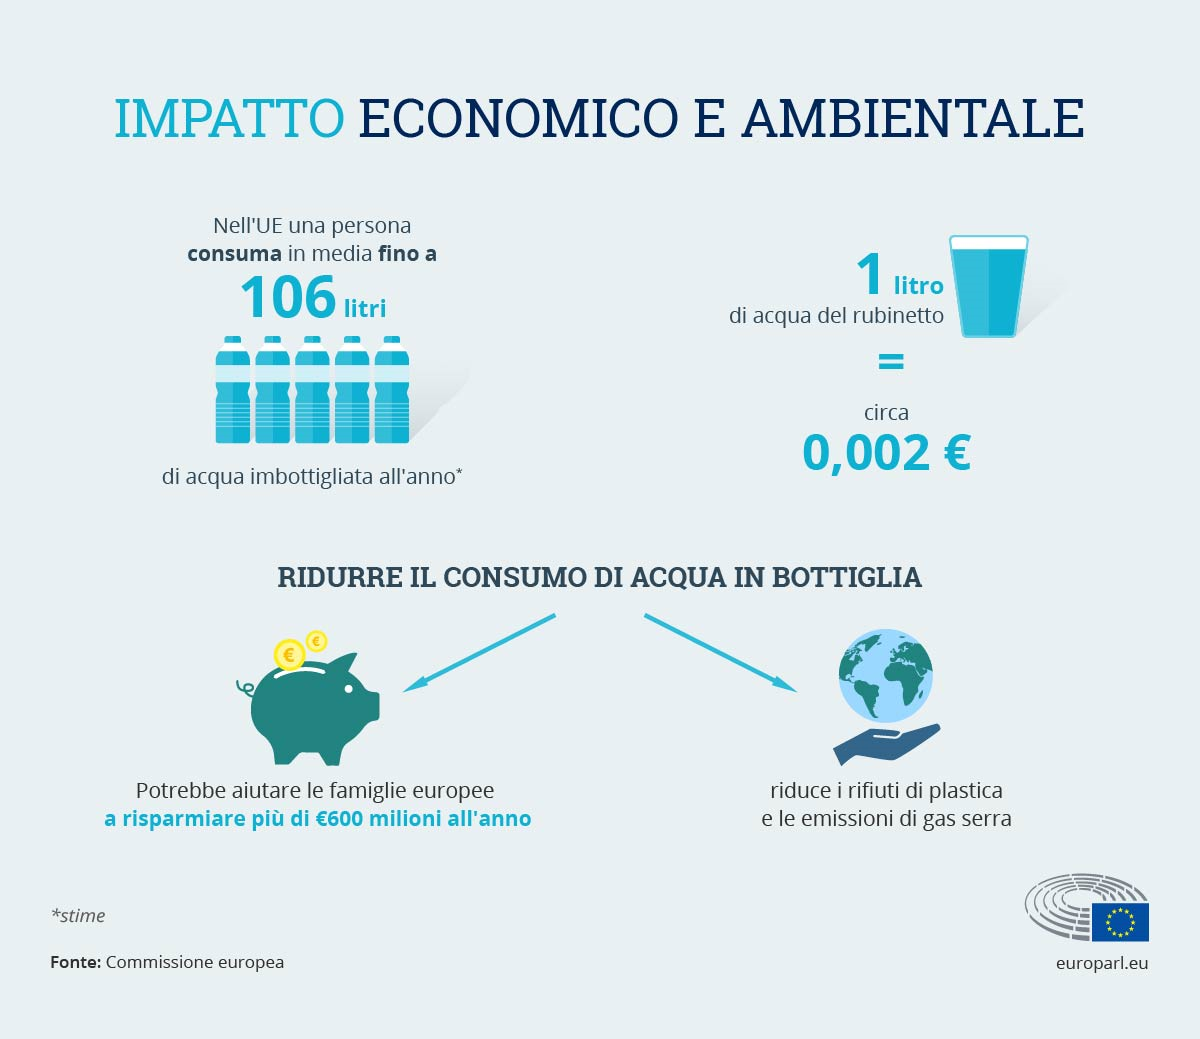 IMPATTO ECONOMICO E AMBIENTALE
Nell'UE una persona
consuma in media fino a
106 litri
di acqua imbottigliata all'anno*
1 litro
di acqua del rubinetto
=
circa
0,002 €
RIDURRE IL CONSUMO DI ACQUA IN BOTTIGLIA
€ €
Potrebbe aiutare le famiglie europee
a risparmiare più di €600 milioni all'anno
riduce i rifiuti di plastica
e le emissioni di gas serra
*stime
Fonte: Commissione europea
europarl.eu